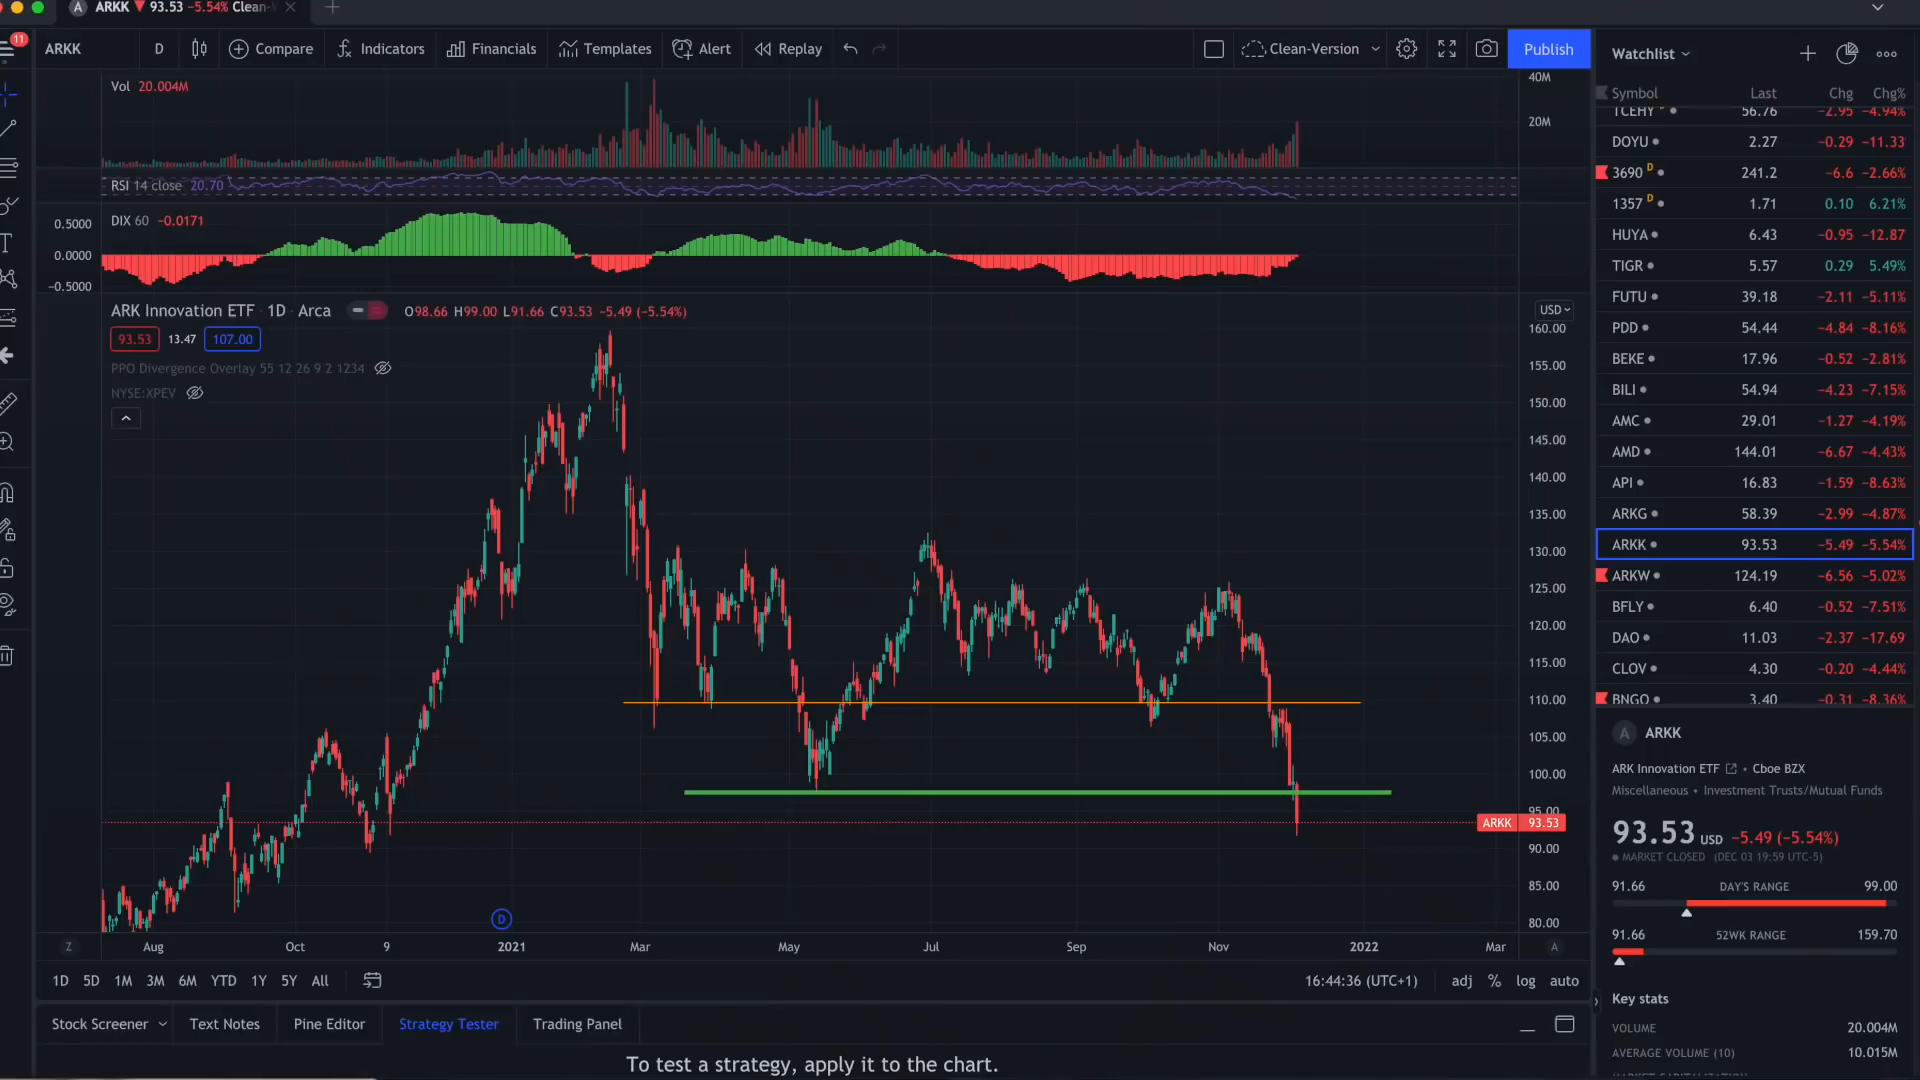 ARKK ▼ 93.53 −5.54% Clean-
11
ARKK D Compare Indicators Financials Templates Alert Replay Clean-Version Publish
Vol 20.004M
40M
20M
RSI 14 close 20.70
DIX 60 −0.0171
0.5000
0.0000
−0.5000
ARK Innovation ETF 1D Arca O98.66 H99.00 L91.66 C93.53 −5.49 (−5.54%)
93.53 13.47 107.00
PPO Divergence Overlay 55 12 26 9 2 1234
NYSE:XPEV
USD
160.00
155.00
150.00
145.00
140.00
135.00
130.00
125.00
120.00
115.00
110.00
105.00
100.00
95.00
ARKK 93.53
90.00
85.00
80.00
D
Z Aug Oct 9 2021 Mar May Jul Sep Nov 2022 Mar A
1D 5D 1M 3M 6M YTD 1Y 5Y All 16:44:36 (UTC+1) adj % log auto
Stock Screener Text Notes Pine Editor Strategy Tester Trading Panel
To test a strategy, apply it to the chart.
Watchlist
Symbol Last Chg Chg%
TCEHY 56.76 −2.95 −4.94%
DOYU 2.27 −0.29 −11.33
3690 D 241.2 −6.6 −2.66%
1357 D 1.71 0.10 6.21%
HUYA 6.43 −0.95 −12.87
TIGR 5.57 0.29 5.49%
FUTU 39.18 −2.11 −5.11%
PDD 54.44 −4.84 −8.16%
BEKE 17.96 −0.52 −2.81%
BILI 54.94 −4.23 −7.15%
AMC 29.01 −1.27 −4.19%
AMD 144.01 −6.67 −4.43%
API 16.83 −1.59 −8.63%
ARKG 58.39 −2.99 −4.87%
ARKK 93.53 −5.49 −5.54%
ARKW 124.19 −6.56 −5.02%
BFLY 6.40 −0.52 −7.51%
DAO 11.03 −2.37 −17.69
CLOV 4.30 −0.20 −4.44%
BNGO 3.40 −0.31 −8.36%
A ARKK
ARK Innovation ETF • Cboe BZX
Miscellaneous • Investment Trusts/Mutual Funds
93.53 USD −5.49 (−5.54%)
MARKET CLOSED (DEC 03 19:59 UTC-5)
91.66 DAY'S RANGE 99.00
91.66 52WK RANGE 159.70
Key stats
VOLUME 20.004M
AVERAGE VOLUME (10) 10.015M